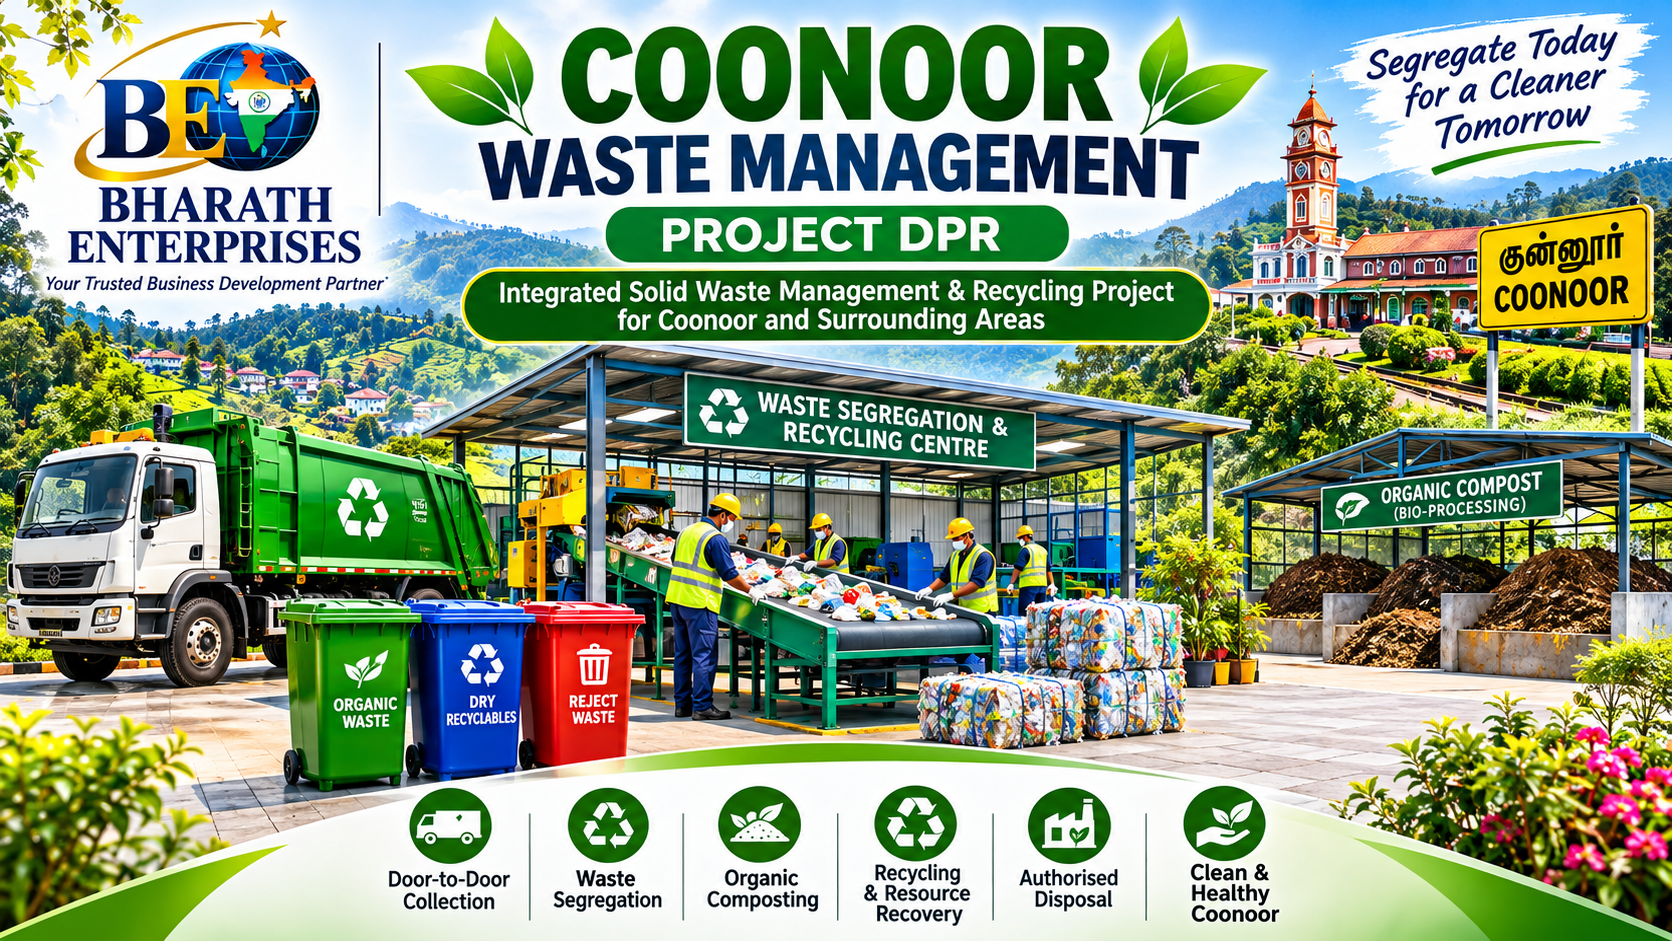 BE
BHARATH
ENTERPRISES
Your Trusted Business Development Partner
COONOOR
WASTE MANAGEMENT
PROJECT DPR
Integrated Solid Waste Management & Recycling Project
for Coonoor and Surrounding Areas
Segregate Today
for a Cleaner
Tomorrow
குன்னூர்
COONOOR
WASTE SEGREGATION &
RECYCLING CENTRE
ORGANIC COMPOST
(BIO-PROCESSING)
ORGANIC
WASTE
DRY
RECYCLABLES
REJECT
WASTE
Door-to-Door
Collection
Waste
Segregation
Organic
Composting
Recycling
& Resource
Recovery
Authorised
Disposal
Clean &
Healthy
Coonoor